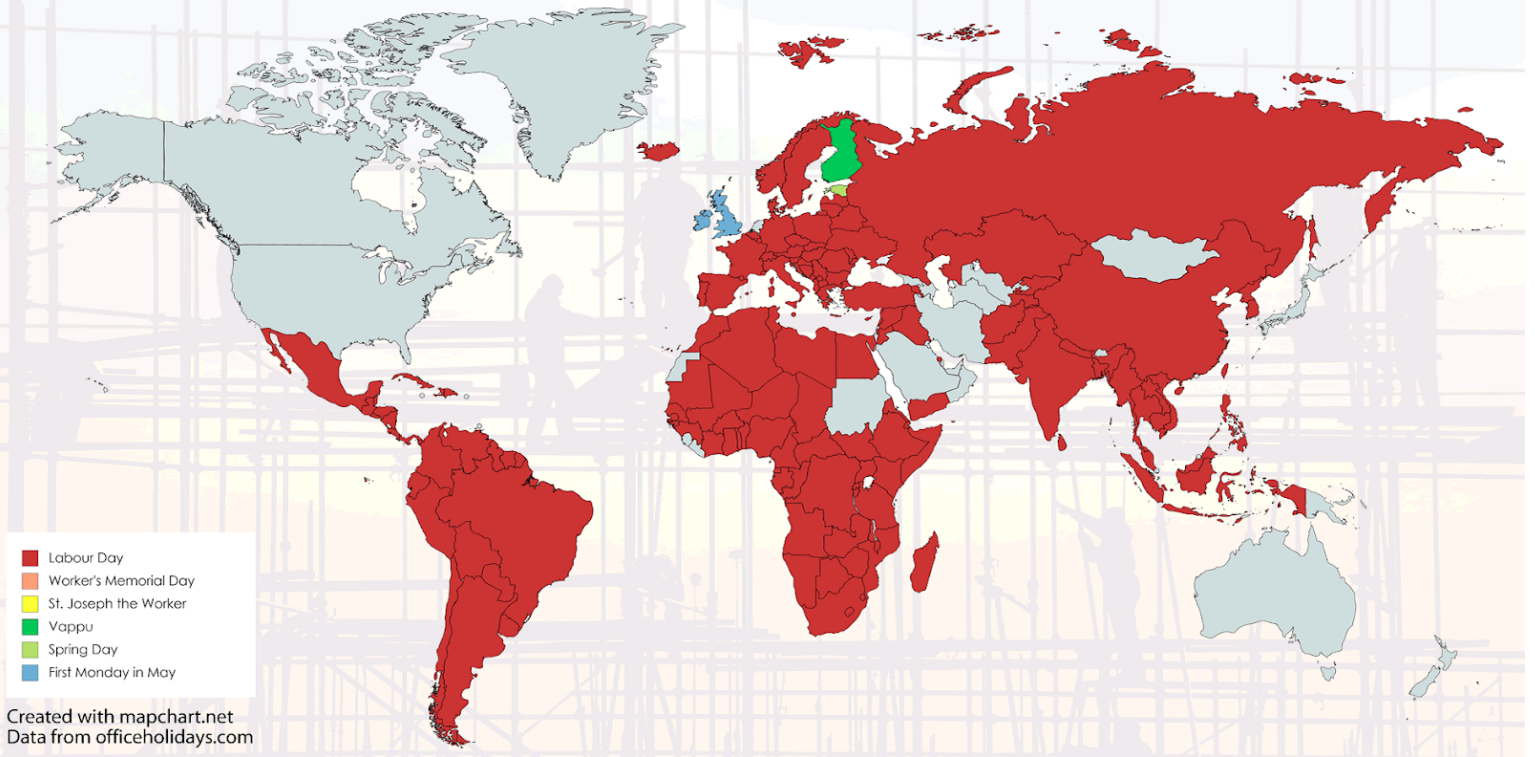 Labour Day
Worker's Memorial Day
St. Joseph the Worker
Vappu
Spring Day
First Monday in May
Created with mapchart.net
Data from officeholidays.com